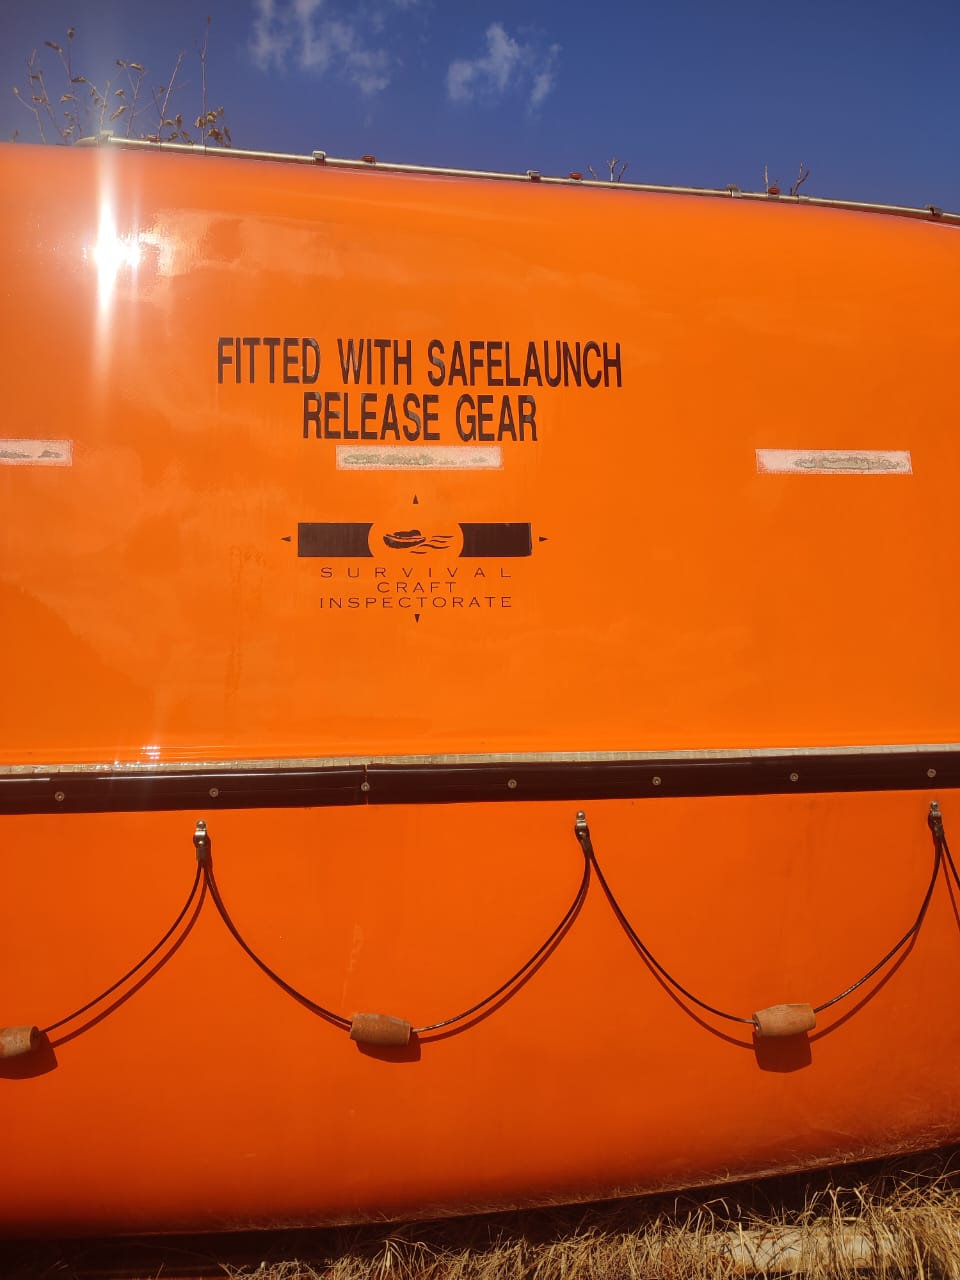 FITTED WITH SAFELAUNCH
RELEASE GEAR
SURVIVAL
CRAFT
INSPECTORATE